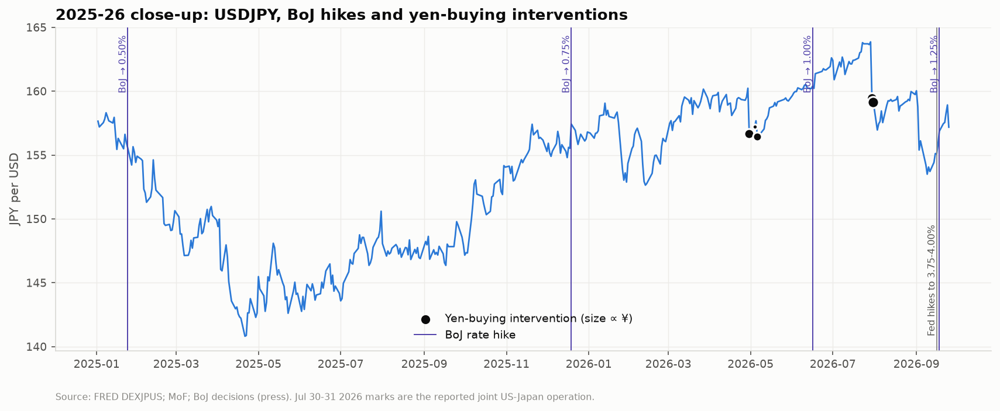 2025-26 close-up: USDJPY, BoJ hikes and yen-buying interventions
JPY per USD
165
160
155
150
145
140
BoJ → 0.50%
BoJ → 0.75%
BoJ → 1.00%
BoJ → 1.25%
Fed hikes to 3.75-4.00%
Yen-buying intervention (size ∝ ¥)
BoJ rate hike
2025-01
2025-03
2025-05
2025-07
2025-09
2025-11
2026-01
2026-03
2026-05
2026-07
2026-09
Source: FRED DEXJPUS; MoF; BoJ decisions (press). Jul 30-31 2026 marks are the reported joint US-Japan operation.